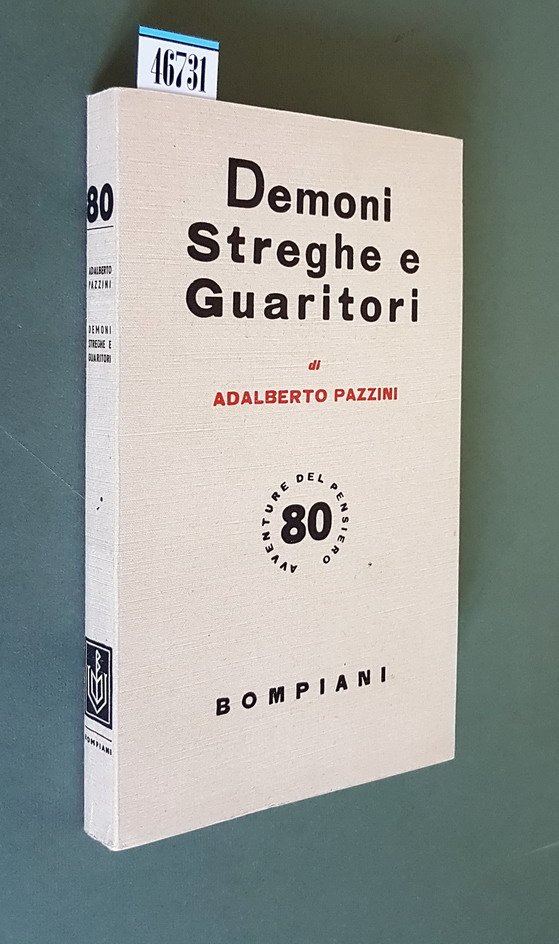 46731
80
ADALBERTO
PAZZINI
DEMONI
STREGHE E
GUARITORI
B
BOMPIANI
Demoni
Streghe e
Guaritori
di
ADALBERTO PAZZINI
AVVENTURE DEL PENSIERO
80
BOMPIANI